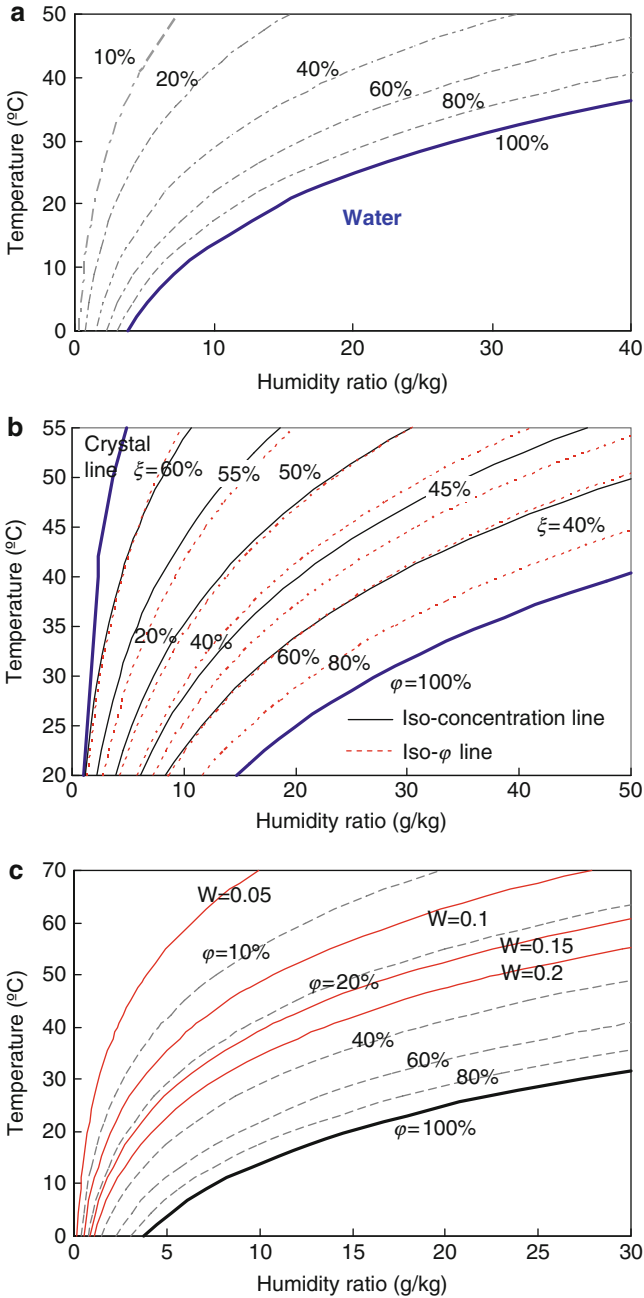 a
50
40
30
20
10
0
Temperature (ºC)
10%
20%
40%
60%
80%
100%
Water
0
10
20
30
40
Humidity ratio (g/kg)
b
55
50
45
40
35
30
25
20
Temperature (ºC)
Crystal
line
ξ=60%
55%
50%
45%
ξ=40%
20%
40%
60%
80%
φ=100%
Iso-concentration line
Iso-φ line
0
10
20
30
40
50
Humidity ratio (g/kg)
c
70
60
50
40
30
20
10
0
Temperature (ºC)
W=0.05
W=0.1
W=0.15
W=0.2
φ=10%
φ=20%
40%
60%
80%
φ=100%
0
5
10
15
20
25
30
Humidity ratio (g/kg)